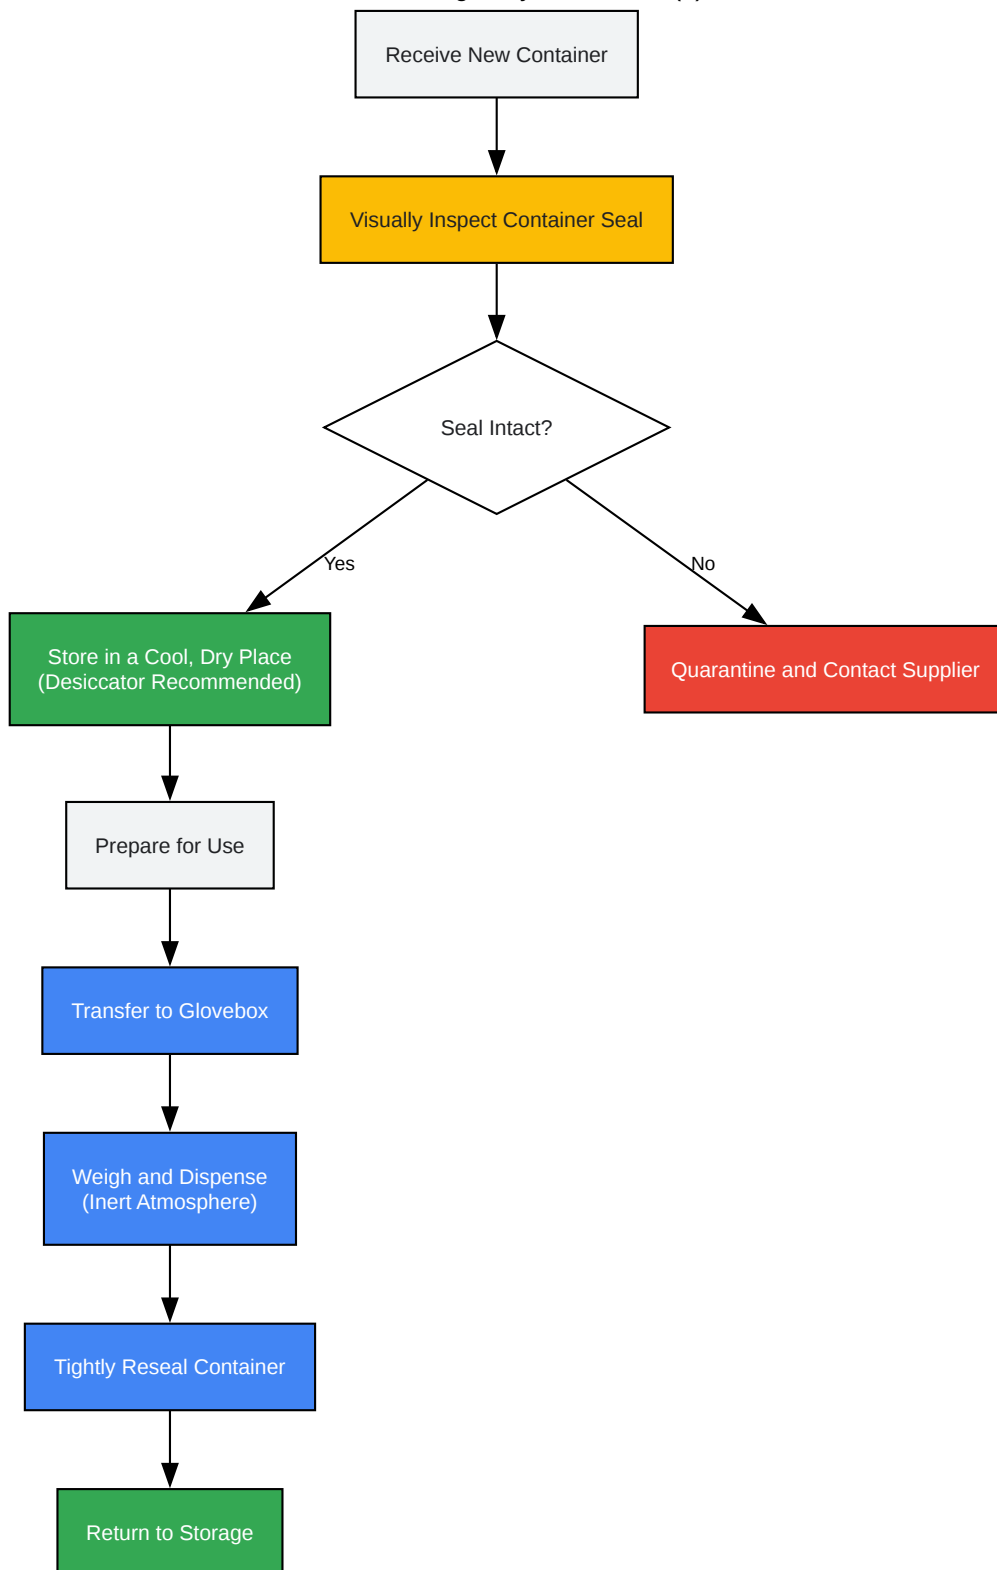 Receive New Container
Visually Inspect Container Seal
Seal Intact?
Yes
No
Store in a Cool, Dry Place
(Desiccator Recommended)
Quarantine and Contact Supplier
Prepare for Use
Transfer to Glovebox
Weigh and Dispense
(Inert Atmosphere)
Tightly Reseal Container
Return to Storage